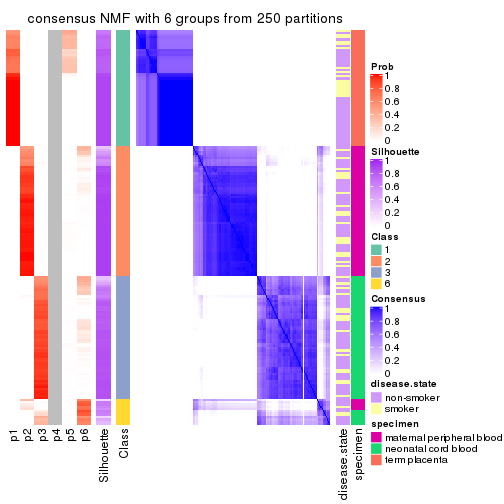 consensus NMF with 6 groups from 250 partitions
Prob
1
0.8
0.6
0.4
0.2
0
Silhouette
1
0.8
0.6
0.4
0.2
0
Class
1
2
3
6
Consensus
1
0.8
0.6
0.4
0.2
0
disease.state
non-smoker
smoker
specimen
maternal peripheral blood
neonatal cord blood
term placenta
p1
p2
p3
p4
p5
p6
Silhouette
Class
disease.state
specimen